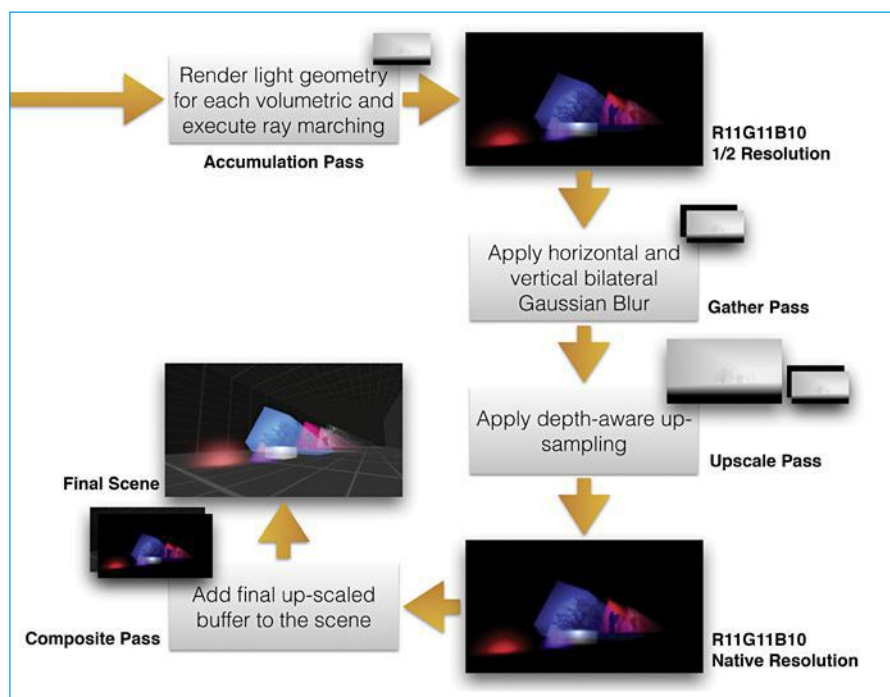 Render light geometry
for each volumetric and
execute ray marching
Accumulation Pass
R11G11B10
1/2 Resolution
Apply horizontal and
vertical bilateral
Gaussian Blur
Gather Pass
Apply depth-aware up-
sampling
Upscale Pass
R11G11B10
Native Resolution
Add final up-scaled
buffer to the scene
Composite Pass
Final Scene